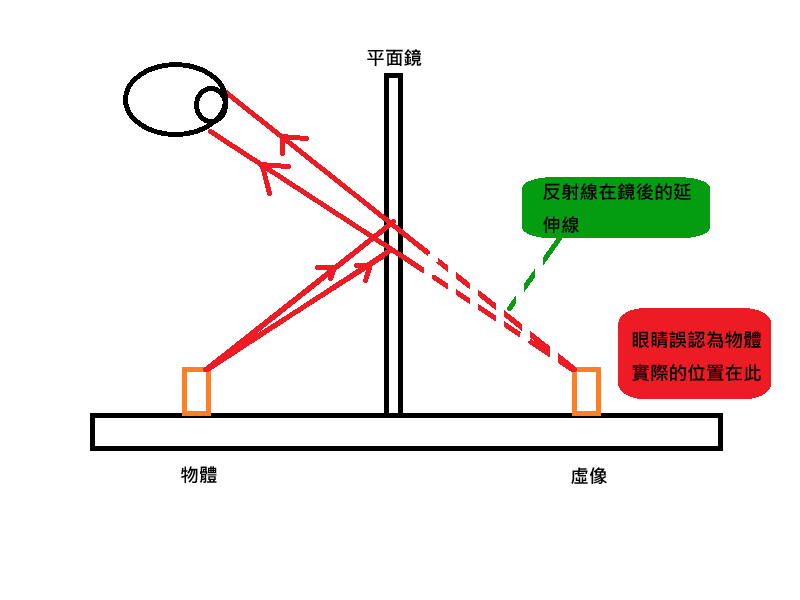 平面鏡
反射線在鏡後的延
伸線
眼睛誤認為物體
實際的位置在此
物體
虛像